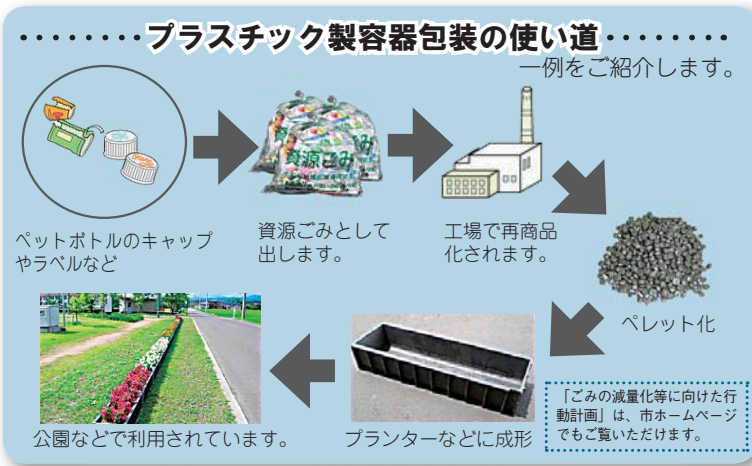 プラスチック製容器包装の使い道
一例をご紹介します。
資源ごみ
ペットボトルのキャップ
やラベルなど
資源ごみとして
出します。
工場で再商品
化されます。
ペレット化
プランターなどに成形
公園などで利用されています。
「ごみの減量化等に向けた行
動計画」は、市ホームページ
でもご覧いただけます。